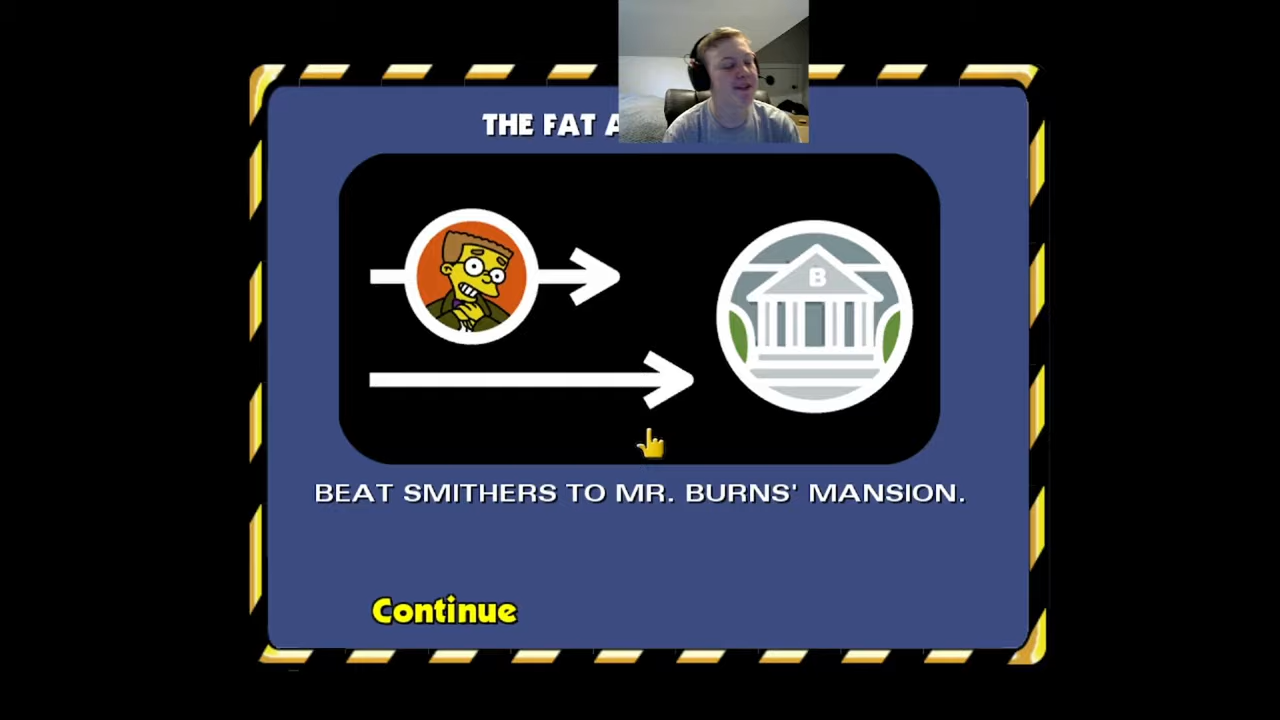 THE FAT
B
BEAT SMITHERS TO MR. BURNS' MANSION.
Continue